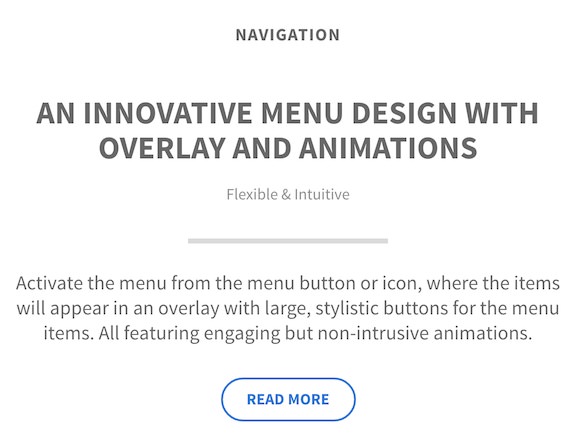 NAVIGATION
AN INNOVATIVE MENU DESIGN WITH
OVERLAY AND ANIMATIONS
Flexible & Intuitive
Activate the menu from the menu button or icon, where the items
will appear in an overlay with large, stylistic buttons for the menu
items. All featuring engaging but non-intrusive animations.
READ MORE